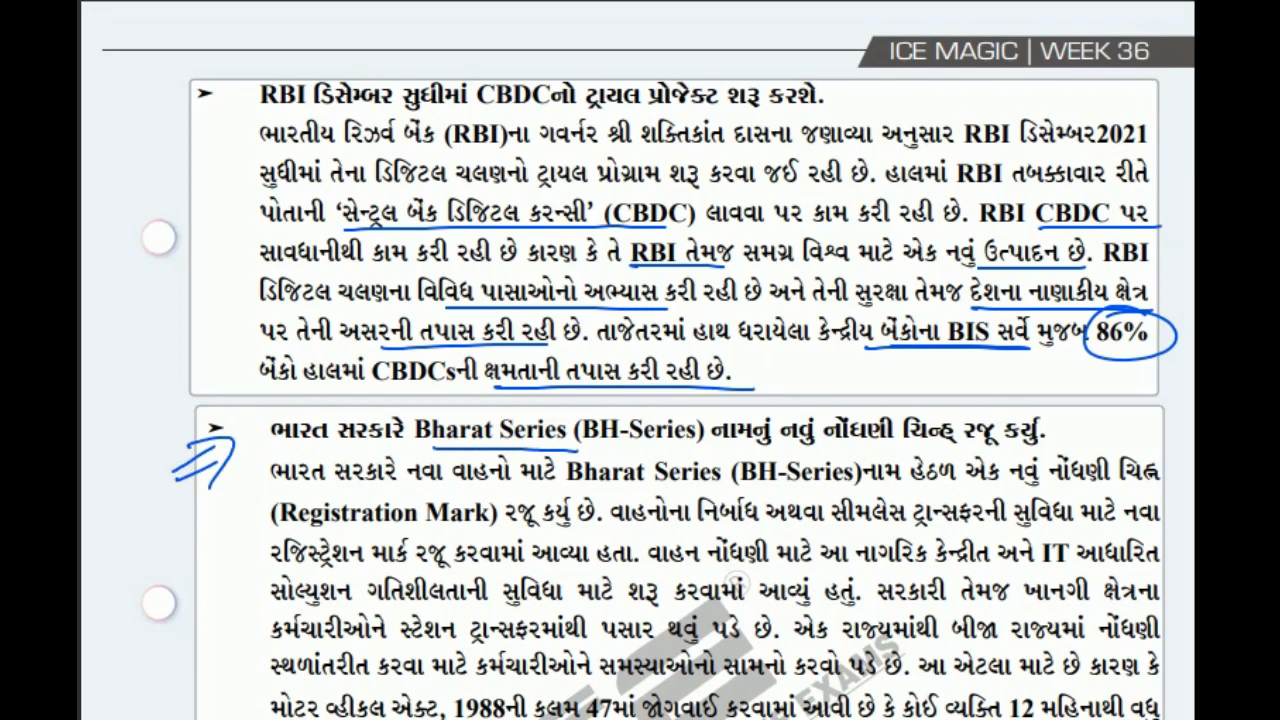 ICE MAGIC | WEEK 36
➤ RBI ડિસેમ્બર સુધીમાં CBDCનો ટ્રાયલ પ્રોજેક્ટ શરૂ કરશે.
ભારતીય રિઝર્વ બેંક (RBI)ના ગવર્નર શ્રી શક્તિકાંત દાસના જણાવ્યા અનુસાર RBI ડિસેમ્બર2021
સુધીમાં તેના ડિજિટલ ચલણનો ટ્રાયલ પ્રોગ્રામ શરૂ કરવા જઈ રહી છે. હાલમાં RBI તબક્કાવાર રીતે
પોતાની ‘સેન્ટ્રલ બેંક ડિજિટલ કરન્સી’ (CBDC) લાવવા પર કામ કરી રહી છે. RBI CBDC પર
સાવધાનીથી કામ કરી રહી છે કારણ કે તે RBI તેમજ સમગ્ર વિશ્વ માટે એક નવું ઉત્પાદન છે. RBI
ડિજિટલ ચલણના વિવિધ પાસાઓનો અભ્યાસ કરી રહી છે અને તેની સુરક્ષા તેમજ દેશના નાણાકીય ક્ષેત્ર
પર તેની અસરની તપાસ કરી રહી છે. તાજેતરમાં હાથ ધરાયેલા કેન્દ્રીય બેંકોના BIS સર્વે મુજબ 86%
બેંકો હાલમાં CBDCsની ક્ષમતાની તપાસ કરી રહી છે.
➤ ભારત સરકારે Bharat Series (BH-Series) નામનું નવું નોંધણી ચિન્હ્ રજૂ કર્યુ.
ભારત સરકારે નવા વાહનો માટે Bharat Series (BH-Series)નામ હેઠળ એક નવું નોંધણી ચિહ્ન
(Registration Mark) રજૂ કર્યુ છે. વાહનોના નિર્બાધ અથવા સીમલેસ ટ્રાન્સફરની સુવિધા માટે નવા
રજિસ્ટ્રેશન માર્ક રજૂ કરવામાં આવ્યા હતા. વાહન નોંધણી માટે આ નાગરિક કેન્દ્રીત અને IT આધારિત
સોલ્યુશન ગતિશીલતાની સુવિધા માટે શરૂ કરવામાં આવ્યું હતું. સરકારી તેમજ ખાનગી ક્ષેત્રના
કર્મચારીઓને સ્ટેશન ટ્રાન્સફરમાંથી પસાર થવું પડે છે. એક રાજ્યમાંથી બીજા રાજ્યમાં નોંધણી
સ્થળાંતરીત કરવા માટે કર્મચારીઓને સમસ્યાઓનો સામનો કરવો પડે છે. આ એટલા માટે છે કારણ કે
મોટર વ્હીકલ એક્ટ, 1988ની કલમ 47માં જોગવાઈ કરવામાં આવી છે કે કોઈ વ્યક્તિ 12 મહિનાથી વધુ
EXAMS